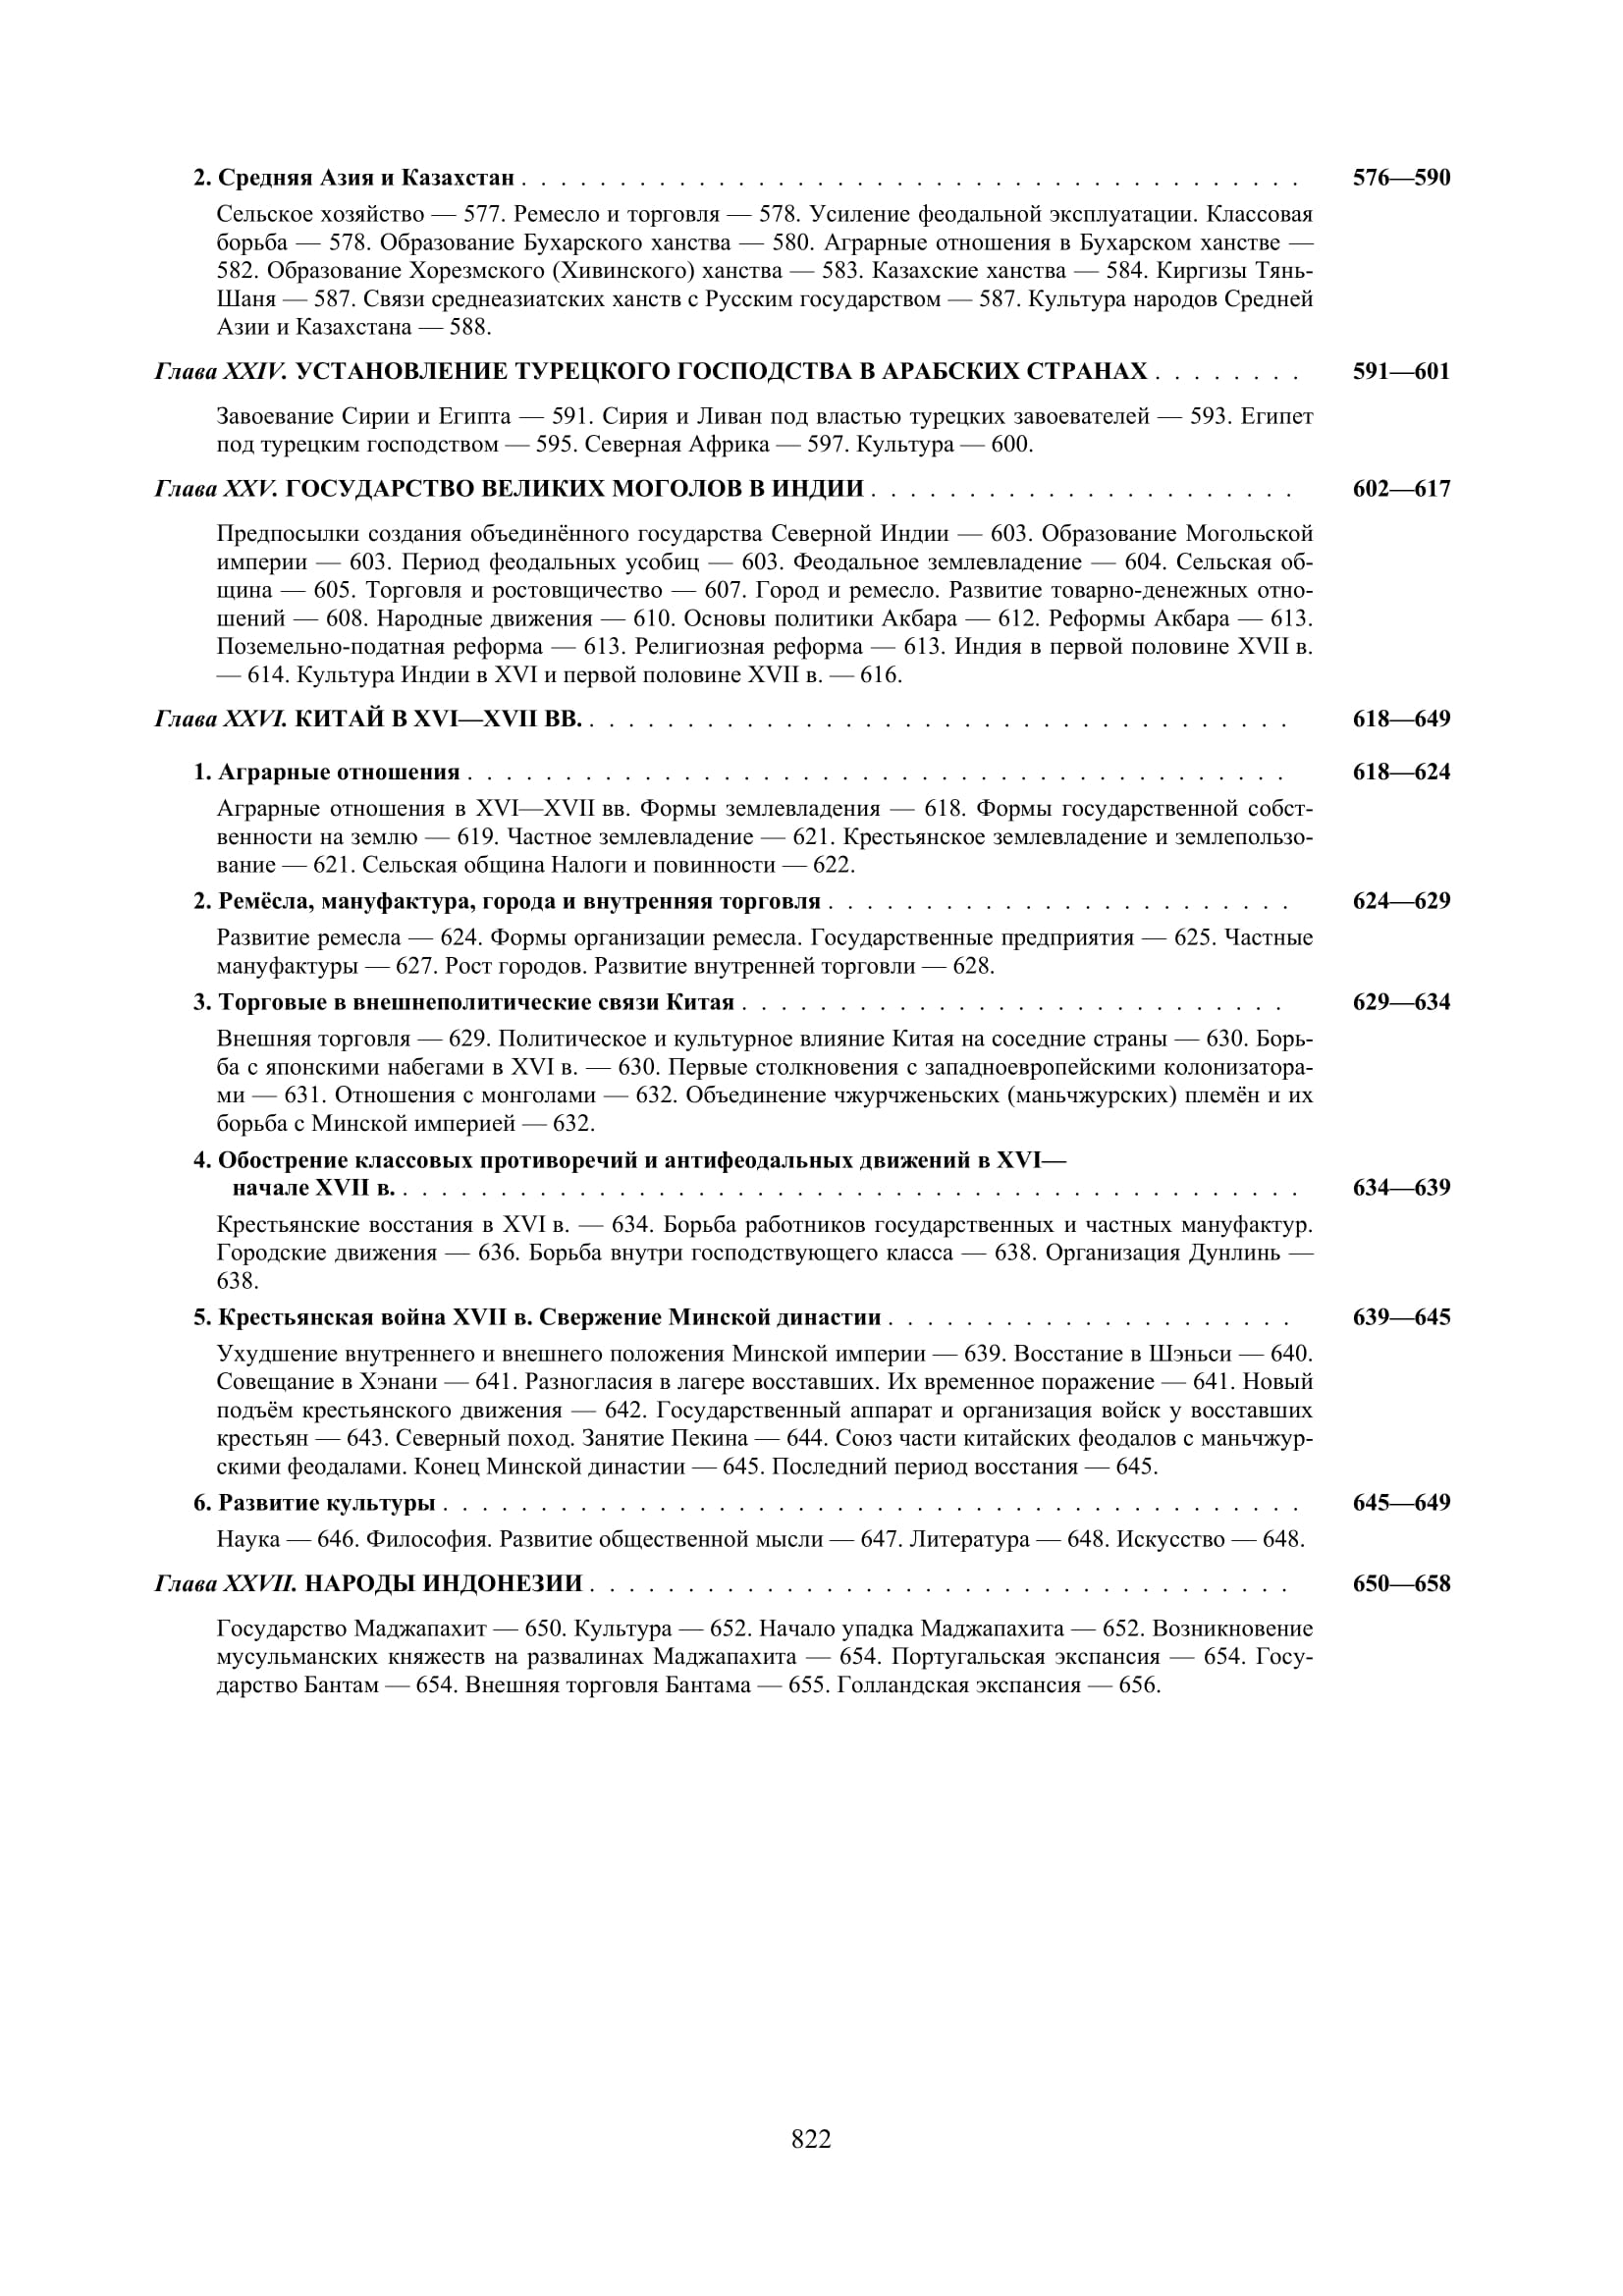 2. Средняя Азия и Казахстан . . . . . . . . . . . . . . . . . . . . . . . . . . . . . . . . . . . . . . . . . . . . . . . . 576—590
Сельское хозяйство — 577. Ремесло и торговля — 578. Усиление феодальной эксплуатации. Классовая
борьба — 578. Образование Бухарского ханства — 580. Аграрные отношения в Бухарском ханстве —
582. Образование Хорезмского (Хивинского) ханства — 583. Казахские ханства — 584. Киргизы Тянь-
Шаня — 587. Связи среднеазиатских ханств с Русским государством — 587. Культура народов Средней
Азии и Казахстана — 588.
Глава XXIV. УСТАНОВЛЕНИЕ ТУРЕЦКОГО ГОСПОДСТВА В АРАБСКИХ СТРАНАХ . . . . . . . . . 591—601
Завоевание Сирии и Египта — 591. Сирия и Ливан под властью турецких завоевателей — 593. Египет
под турецким господством — 595. Северная Африка — 597. Культура — 600.
Глава XXV. ГОСУДАРСТВО ВЕЛИКИХ МОГОЛОВ В ИНДИИ . . . . . . . . . . . . . . . . . . . . . . . . . . 602—617
Предпосылки создания объединённого государства Северной Индии — 603. Образование Могольской
империи — 603. Период феодальных усобиц — 603. Феодальное землевладение — 604. Сельская об-
щина — 605. Торговля и ростовщичество — 607. Город и ремесло. Развитие товарно-денежных отно-
шений — 608. Народные движения — 610. Основы политики Акбара — 612. Реформы Акбара — 613.
Поземельно-податная реформа — 613. Религиозная реформа — 613. Индия в первой половине XVII в.
— 614. Культура Индии в XVI и первой половине XVII в. — 616.
Глава XXVI. КИТАЙ В XVI—XVII ВВ. . . . . . . . . . . . . . . . . . . . . . . . . . . . . . . . . . . . . . . . . . . . 618—649
1. Аграрные отношения . . . . . . . . . . . . . . . . . . . . . . . . . . . . . . . . . . . . . . . . . . . . . . . . . . 618—624
Аграрные отношения в XVI—XVII вв. Формы землевладения — 618. Формы государственной собст-
венности на землю — 619. Частное землевладение — 621. Крестьянское землевладение и землепользо-
вание — 621. Сельская община Налоги и повинности — 622.
2. Ремёсла, мануфактура, города и внутренняя торговля . . . . . . . . . . . . . . . . . . . . . . . . . . . . . 624—629
Развитие ремесла — 624. Формы организации ремесла. Государственные предприятия — 625. Частные
мануфактуры — 627. Рост городов. Развитие внутренней торговли — 628.
3. Торговые в внешнеполитические связи Китая . . . . . . . . . . . . . . . . . . . . . . . . . . . . . . . . . 629—634
Внешняя торговля — 629. Политическое и культурное влияние Китая на соседние страны — 630. Борь-
ба с японскими набегами в XVI в. — 630. Первые столкновения с западноевропейскими колонизатора-
ми — 631. Отношения с монголами — 632. Объединение чжурчженьских (маньчжурских) племён и их
борьба с Минской империей — 632.
4. Обострение классовых противоречий и антифеодальных движений в XVI—
начале XVII в. . . . . . . . . . . . . . . . . . . . . . . . . . . . . . . . . . . . . . . . . . . . . . . . . . . . . . . . 634—639
Крестьянские восстания в XVI в. — 634. Борьба работников государственных и частных мануфактур.
Городские движения — 636. Борьба внутри господствующего класса — 638. Организация Дунлинь —
638.
5. Крестьянская война XVII в. Свержение Минской династии . . . . . . . . . . . . . . . . . . . . . . . . . 639—645
Ухудшение внутреннего и внешнего положения Минской империи — 639. Восстание в Шэньси — 640.
Совещание в Хэнани — 641. Разногласия в лагере восставших. Их временное поражение — 641. Новый
подъём крестьянского движения — 642. Государственный аппарат и организация войск у восставших
крестьян — 643. Северный поход. Занятие Пекина — 644. Союз части китайских феодалов с маньчжур-
скими феодалами. Конец Минской династии — 645. Последний период восстания — 645.
6. Развитие культуры . . . . . . . . . . . . . . . . . . . . . . . . . . . . . . . . . . . . . . . . . . . . . . . . . . . . 645—649
Наука — 646. Философия. Развитие общественной мысли — 647. Литература — 648. Искусство — 648.
Глава XXVII. НАРОДЫ ИНДОНЕЗИИ . . . . . . . . . . . . . . . . . . . . . . . . . . . . . . . . . . . . . . . . . . . 650—658
Государство Маджапахит — 650. Культура — 652. Начало упадка Маджапахита — 652. Возникновение
мусульманских княжеств на развалинах Маджапахита — 654. Португальская экспансия — 654. Госу-
дарство Бантам — 654. Внешняя торговля Бантама — 655. Голландская экспансия — 656.
822